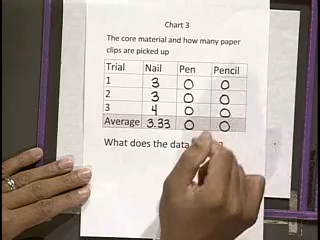 Chart 3
The core material and how many paper
clips are picked up
Trial Nail Pen Pencil
1 3 0 0
2 3 0 0
3 4 0 0
Average 3.33 0 0
What does the data